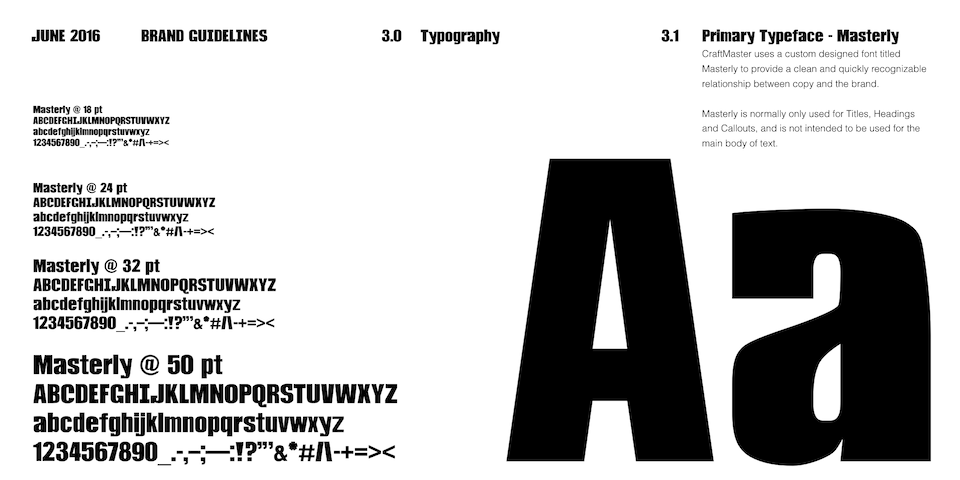 JUNE 2016 BRAND GUIDELINES 3.0 Typography 3.1 Primary Typeface - Masterly
CraftMaster uses a custom designed font titled
Masterly to provide a clean and quickly recognizable
relationship between copy and the brand.
Masterly is normally only used for Titles, Headings
and Callouts, and is not intended to be used for the
main body of text.
Masterly @ 18 pt
ABCDEFGHIJKLMNOPQRSTUVWXYZ
abcdefghijklmnopqrstuvwxyz
1234567890_.-,–;—:!?"'&*#/\-+=><
Masterly @ 24 pt
ABCDEFGHIJKLMNOPQRSTUVWXYZ
abcdefghijklmnopqrstuvwxyz
1234567890_.-,–;—:!?"'&*#/\-+=><
Masterly @ 32 pt
ABCDEFGHIJKLMNOPQRSTUVWXYZ
abcdefghijklmnopqrstuvwxyz
1234567890_.-,–;—:!?"'&*#/\-+=><
Masterly @ 50 pt
ABCDEFGHIJKLMNOPQRSTUVWXYZ
abcdefghijklmnopqrstuvwxyz
1234567890_.-,–;—:!?"'&*#/\-+=><
Aa